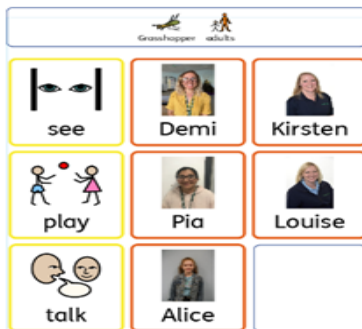 Grasshopper adults
see Demi Kirsten
play Pia Louise
talk Alice